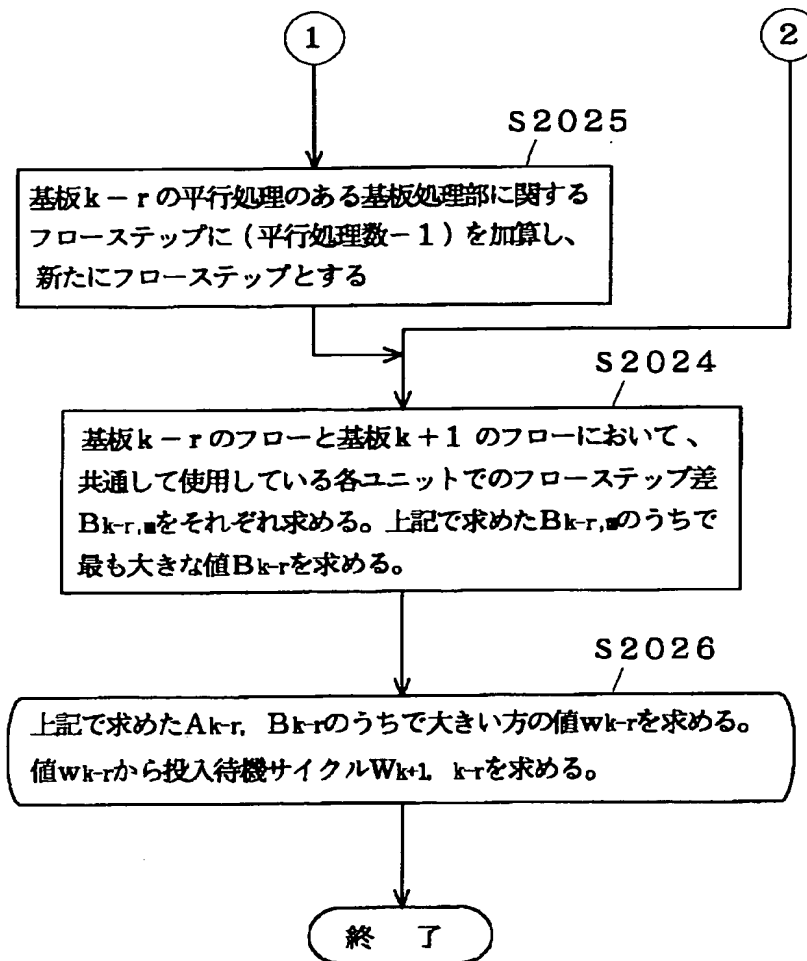 1
2
S2025
基板k－rの平行処理のある基板処理部に関する
フローステップに（平行処理数－1）を加算し、
新たにフローステップとする
S2024
基板k－rのフローと基板k＋1のフローにおいて、
共通して使用している各ユニットでのフローステップ差
Bk-r,mをそれぞれ求める。上記で求めたBk-r,mのうちで
最も大きな値Bk-rを求める。
S2026
上記で求めたAk-r，Bk-rのうちで大きい方の値wk-rを求める。
値wk-rから投入待機サイクルWk+1，k-rを求める。
終　了